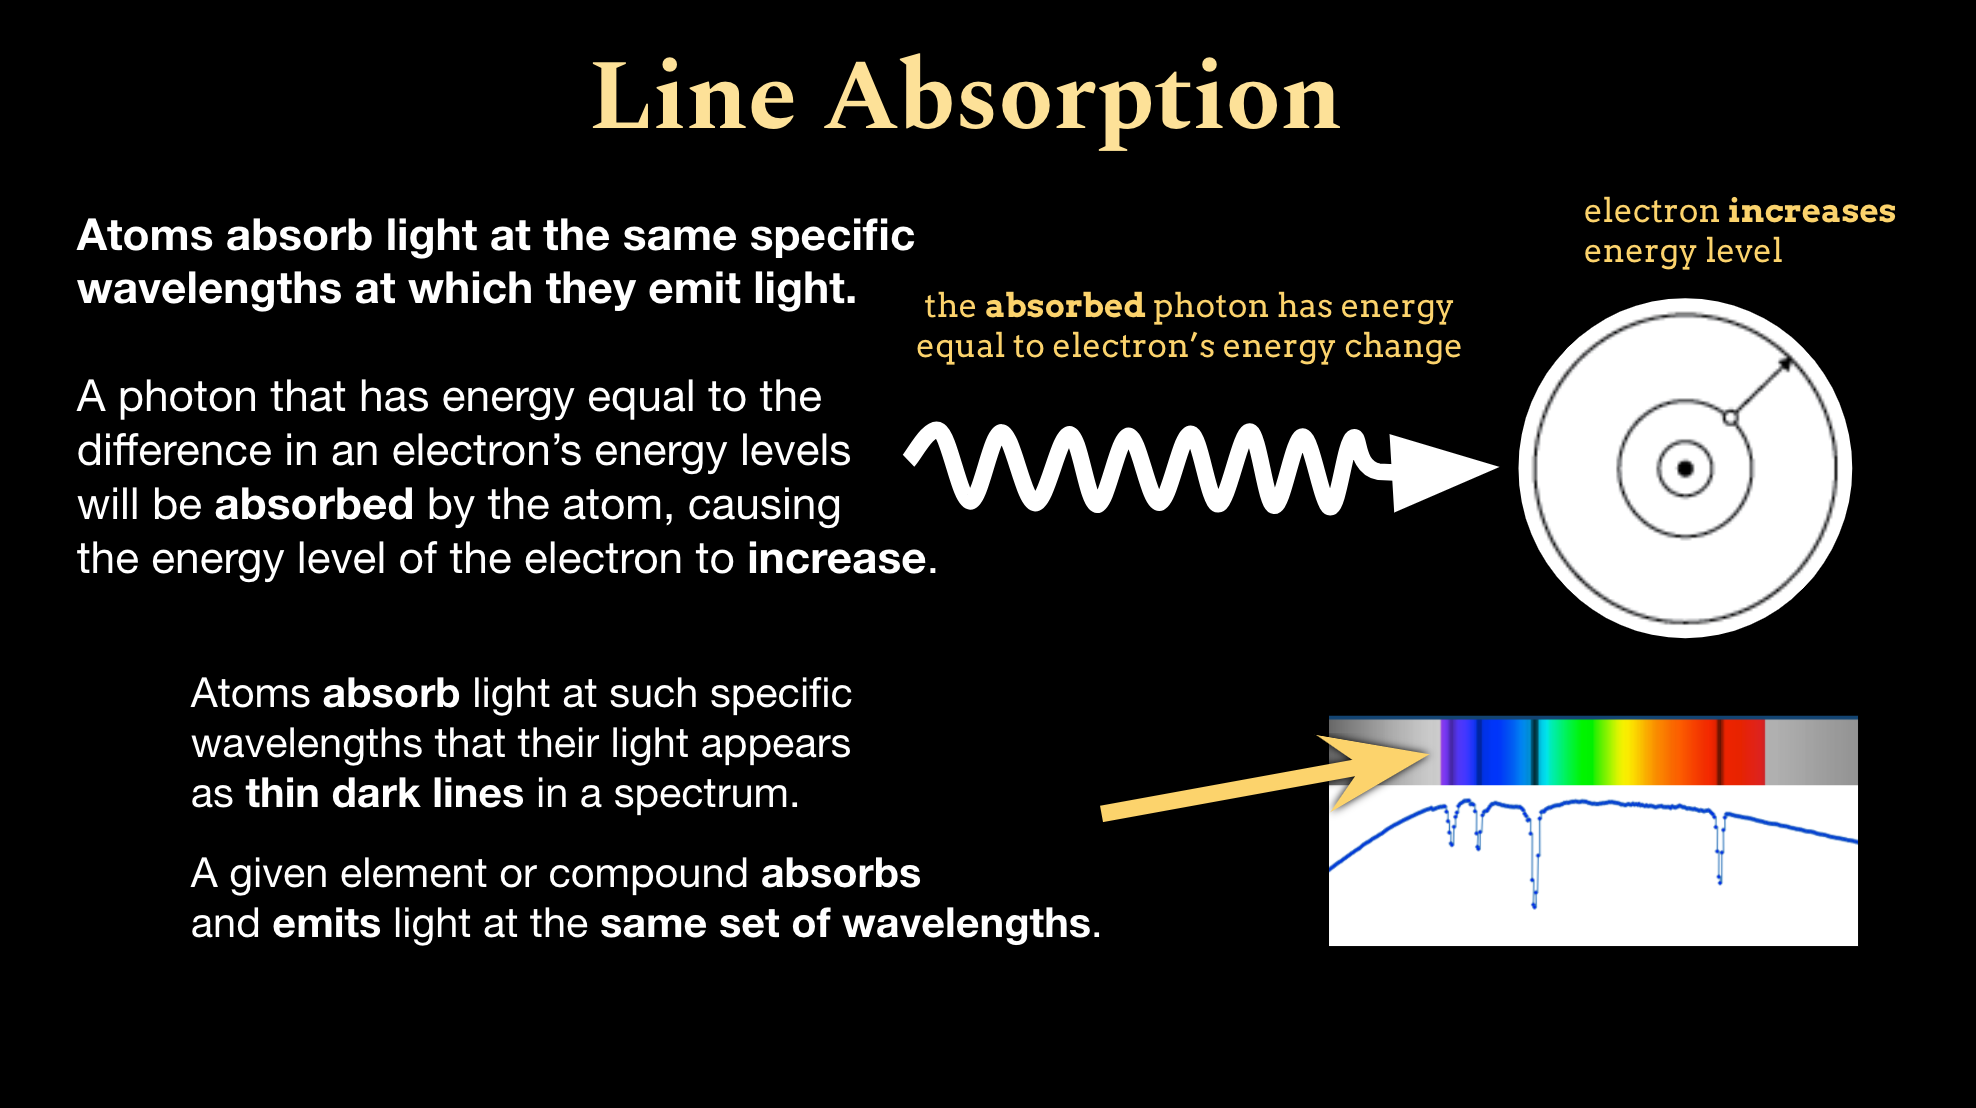 Line Absorption
Atoms absorb light at the same specific
wavelengths at which they emit light.
A photon that has energy equal to the
difference in an electron’s energy levels
will be absorbed by the atom, causing
the energy level of the electron to increase.
the absorbed photon has energy
equal to electron’s energy change
electron increases
energy level
Atoms absorb light at such specific
wavelengths that their light appears
as thin dark lines in a spectrum.
A given element or compound absorbs
and emits light at the same set of wavelengths.